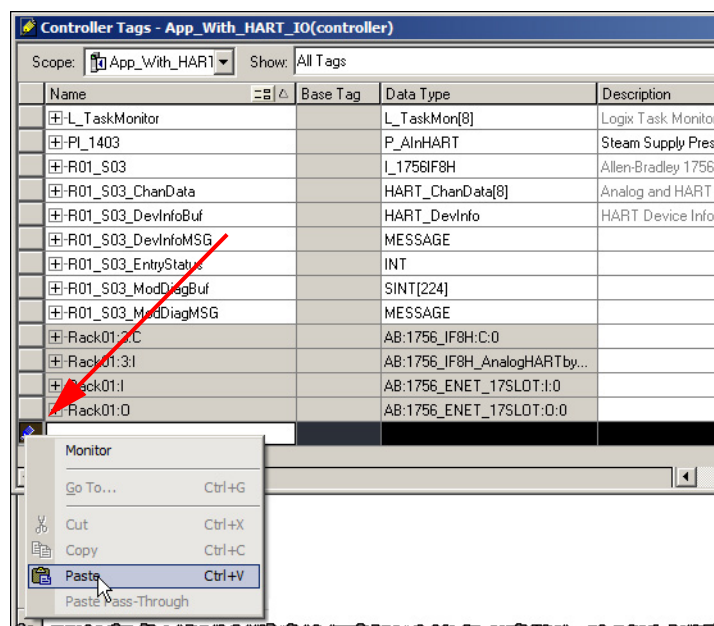 Controller Tags - App_With_HART_IO(controller)
Scope: App_With_HART Show: All Tags
Name Base Tag Data Type Description
L_TaskMonitor L_TaskMon[8] Logix Task Monitor
PI_1403 P_AInHART Steam Supply Pres
R01_S03 I_1756IF8H Allen-Bradley 1756
R01_S03_ChanData HART_ChanData[8] Analog and HART
R01_S03_DevInfoBuf HART_DevInfo HART Device Info
R01_S03_DevInfoMSG MESSAGE
R01_S03_EntryStatus INT
R01_S03_ModDiagBuf SINT[224]
R01_S03_ModDiagMSG MESSAGE
Rack01:3:C AB:1756_IF8H:C:0
Rack01:3:I AB:1756_IF8H_AnalogHARTby...
Rack01:I AB:1756_ENET_17SLOT:I:0
Rack01:O AB:1756_ENET_17SLOT:O:0
Monitor
Go To... Ctrl+G
Cut Ctrl+X
Copy Ctrl+C
Paste Ctrl+V
Paste Pass-Through